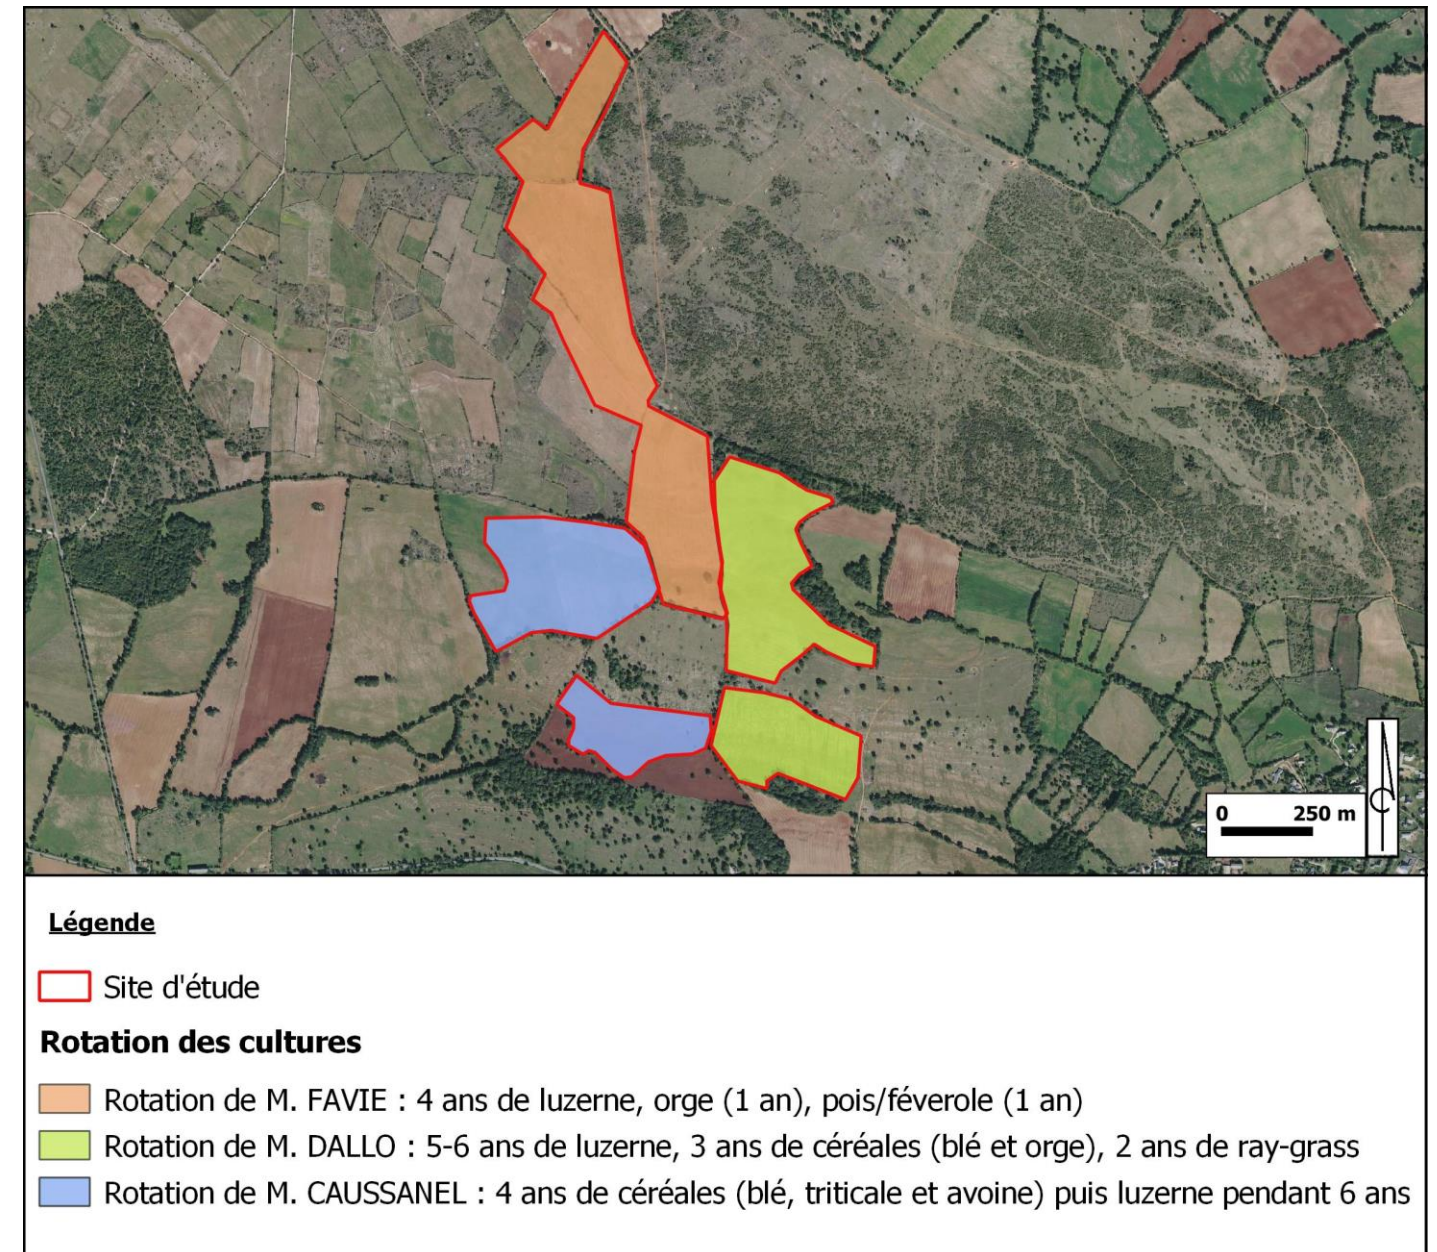 0 250 m
Légende
Site d'étude
Rotation des cultures
Rotation de M. FAVIE : 4 ans de luzerne, orge (1 an), pois/féverole (1 an)
Rotation de M. DALLO : 5-6 ans de luzerne, 3 ans de céréales (blé et orge), 2 ans de ray-grass
Rotation de M. CAUSSANEL : 4 ans de céréales (blé, triticale et avoine) puis luzerne pendant 6 ans